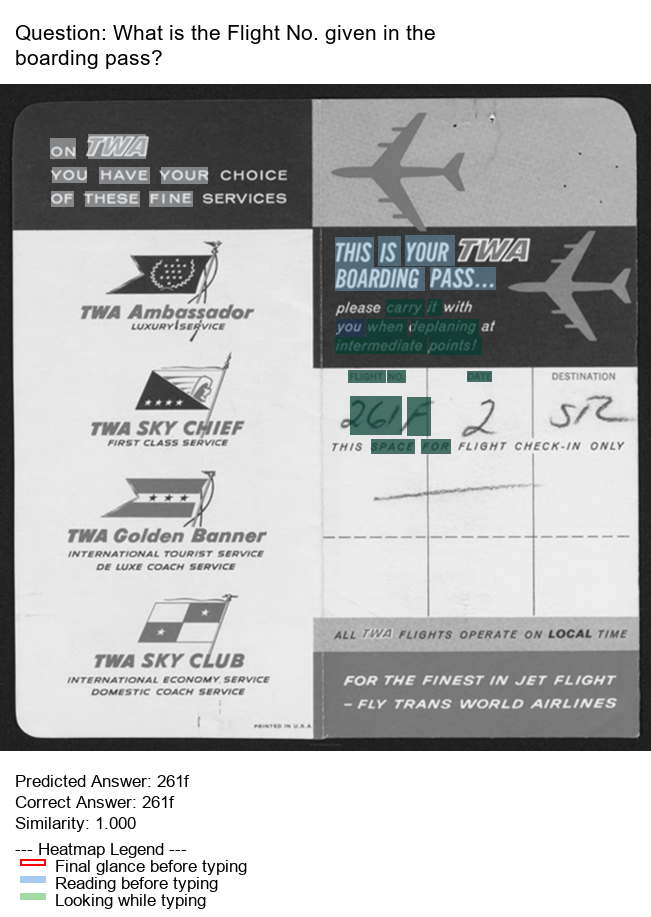 Question: What is the Flight No. given in the
boarding pass?
ON TWA
YOU HAVE YOUR CHOICE
OF THESE FINE SERVICES
TWA Ambassador
LUXURY SERVICE
TWA SKY CHIEF
FIRST CLASS SERVICE
TWA Golden Banner
INTERNATIONAL TOURIST SERVICE
DE LUXE COACH SERVICE
TWA SKY CLUB
INTERNATIONAL ECONOMY SERVICE
DOMESTIC COACH SERVICE
PRINTED IN U.S.A.
THIS IS YOUR TWA
BOARDING PASS...
please carry it with
you when deplaning at
intermediate points!
FLIGHT NO. DATE DESTINATION
261F 2 STL
THIS SPACE FOR FLIGHT CHECK-IN ONLY
ALL TWA FLIGHTS OPERATE ON LOCAL TIME
FOR THE FINEST IN JET FLIGHT
– FLY TRANS WORLD AIRLINES
Predicted Answer: 261f
Correct Answer: 261f
Similarity: 1.000
--- Heatmap Legend ---
Final glance before typing
Reading before typing
Looking while typing